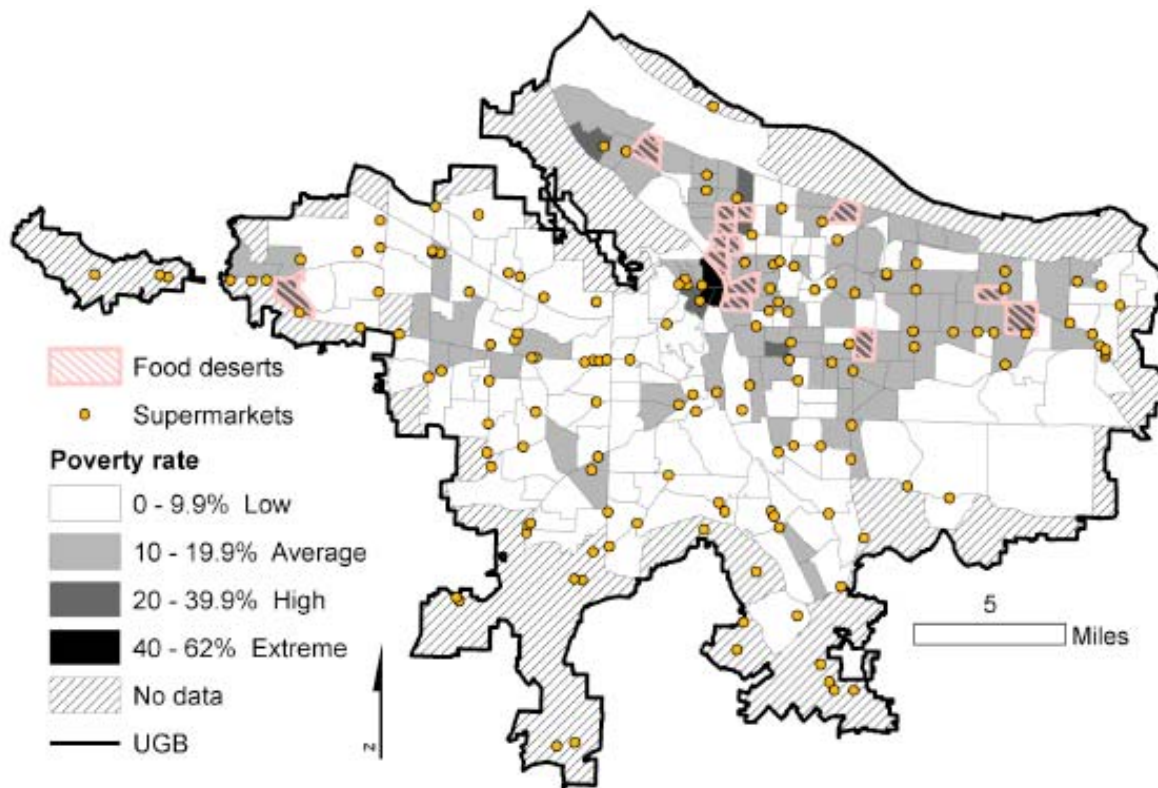 Food deserts
Supermarkets
Poverty rate
0 - 9.9% Low
10 - 19.9% Average
20 - 39.9% High
40 - 62% Extreme
No data
UGB
z
5
Miles